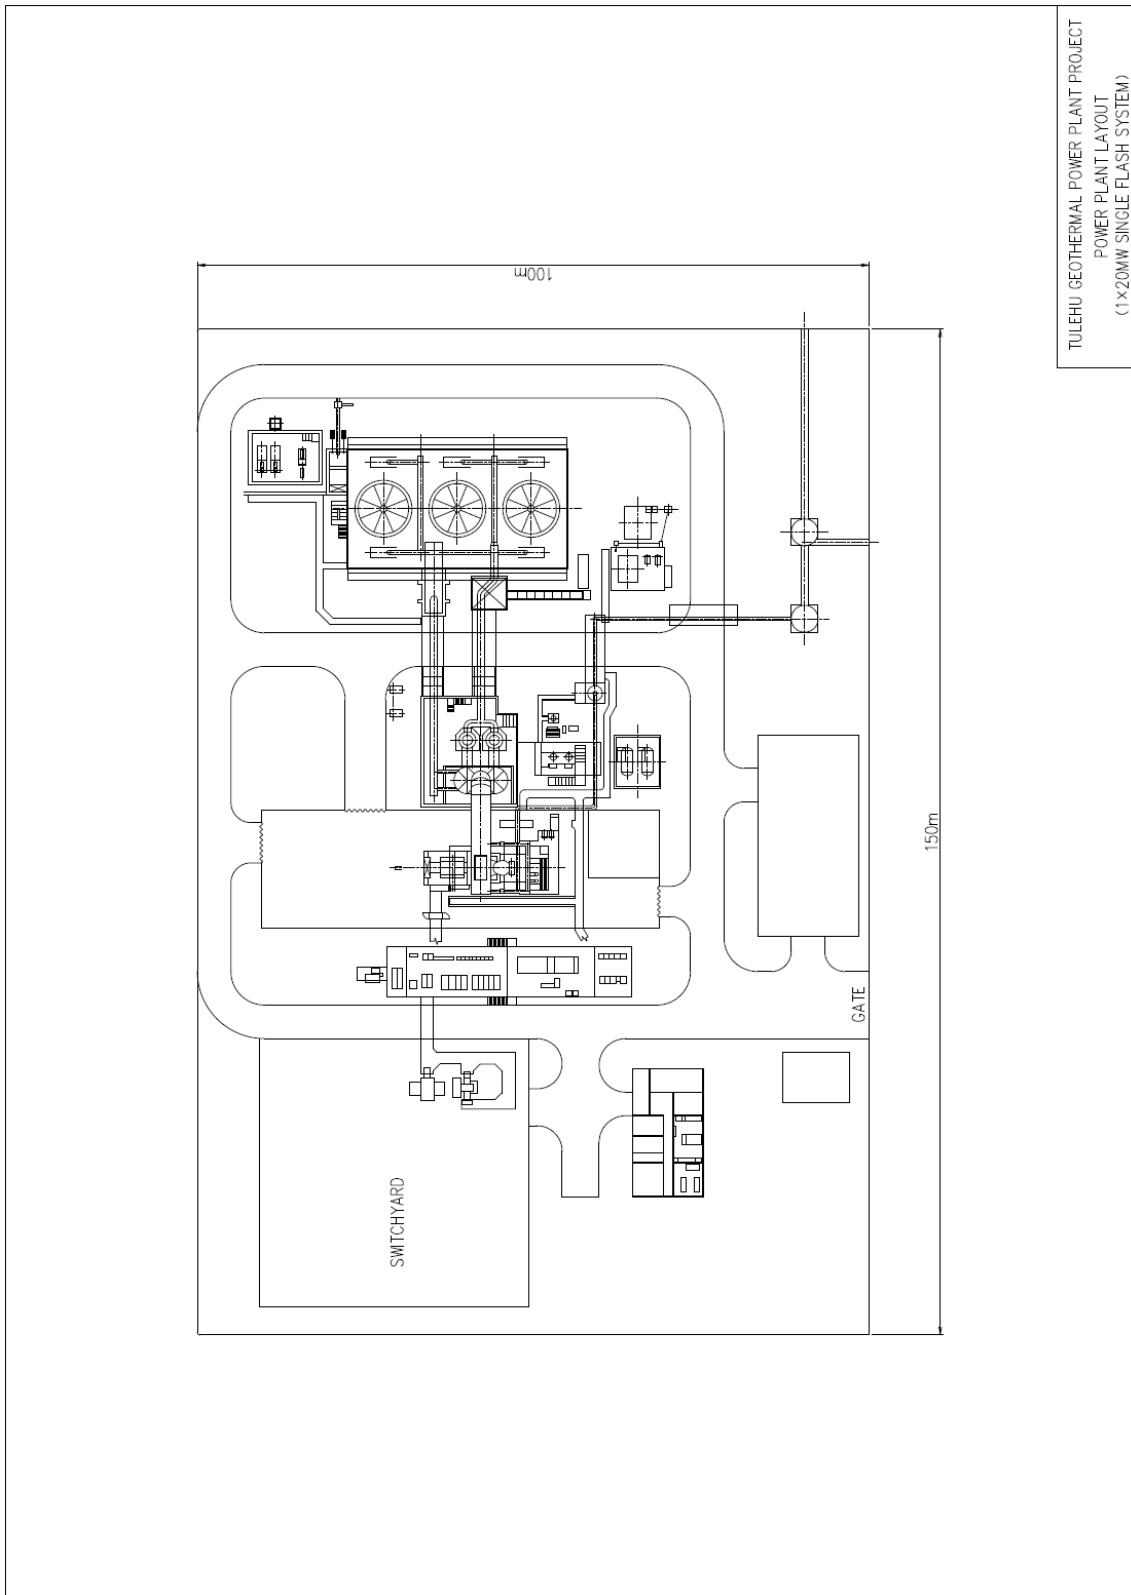 TULEHU GEOTHERMAL POWER PLANT PROJECT
POWER PLANT LAYOUT
(1×20MW SINGLE FLASH SYSTEM)
100m
150m
GATE
SWITCHYARD